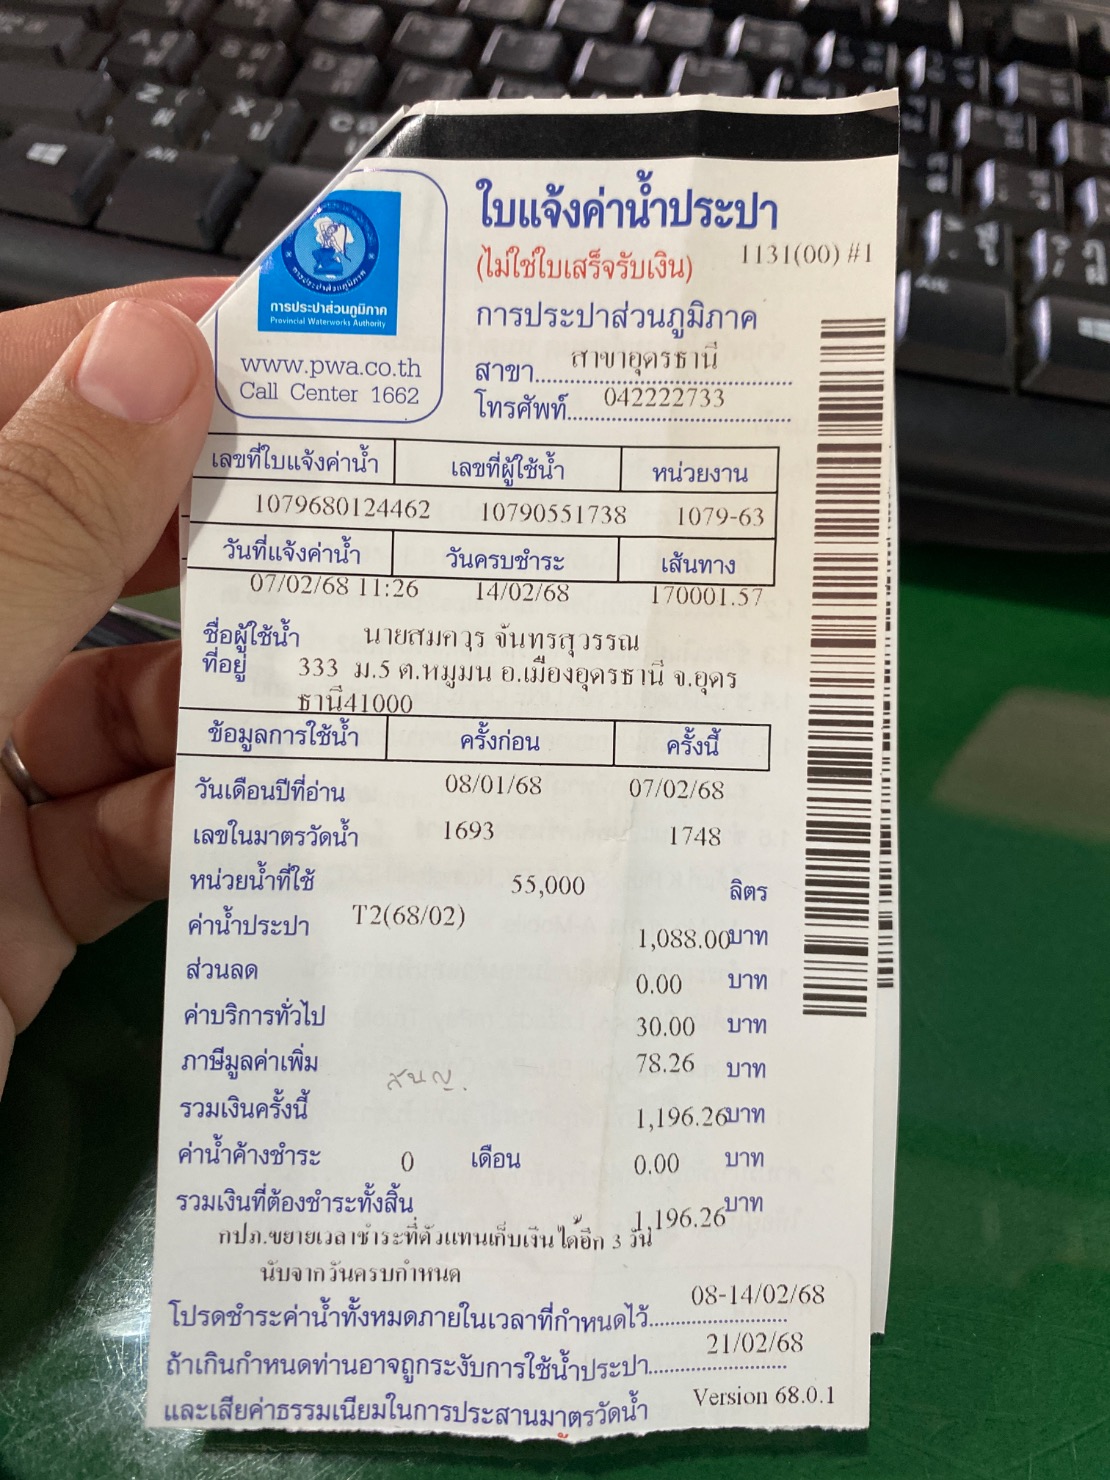 ใบแจ้งค่าน้ำประปา
(ไม่ใช่ใบเสร็จรับเงิน) 1131(00) #1
การประปาส่วนภูมิภาค
Provincial Waterworks Authority
www.pwa.co.th
Call Center 1662
การประปาส่วนภูมิภาค
สาขา สาขาอุดรธานี
โทรศัพท์ 042222733
เลขที่ใบแจ้งค่าน้ำ เลขที่ผู้ใช้น้ำ หน่วยงาน
1079680124462 10790551738 1079-63
วันที่แจ้งค่าน้ำ วันครบชำระ เส้นทาง
07/02/68 11:26 14/02/68 170001.57
ชื่อผู้ใช้น้ำ นายสมควุร จันทรสุวรรณ
ที่อยู่ 333 ม.5 ต.หมูมน อ.เมืองอุดรธานี จ.อุดร
ธานี41000
ข้อมูลการใช้น้ำ ครั้งก่อน ครั้งนี้
วันเดือนปีที่อ่าน 08/01/68 07/02/68
เลขในมาตรวัดน้ำ 1693 1748
หน่วยน้ำที่ใช้ 55,000 ลิตร
ค่าน้ำประปา T2(68/02) 1,088.00 บาท
ส่วนลด 0.00 บาท
ค่าบริการทั่วไป 30.00 บาท
ภาษีมูลค่าเพิ่ม 78.26 บาท
สนญ.
รวมเงินครั้งนี้ 1,196.26 บาท
ค่าน้ำค้างชำระ 0 เดือน 0.00 บาท
รวมเงินที่ต้องชำระทั้งสิ้น 1,196.26 บาท
กปภ.ขยายเวลาชำระที่ตัวแทนเก็บเงินได้อีก 3 วัน
นับจากวันครบกำหนด
โปรดชำระค่าน้ำทั้งหมดภายในเวลาที่กำหนดไว้ 08-14/02/68
ถ้าเกินกำหนดท่านอาจถูกระงับการใช้น้ำประปา 21/02/68
และเสียค่าธรรมเนียมในการประสานมาตรวัดน้ำ Version 68.0.1